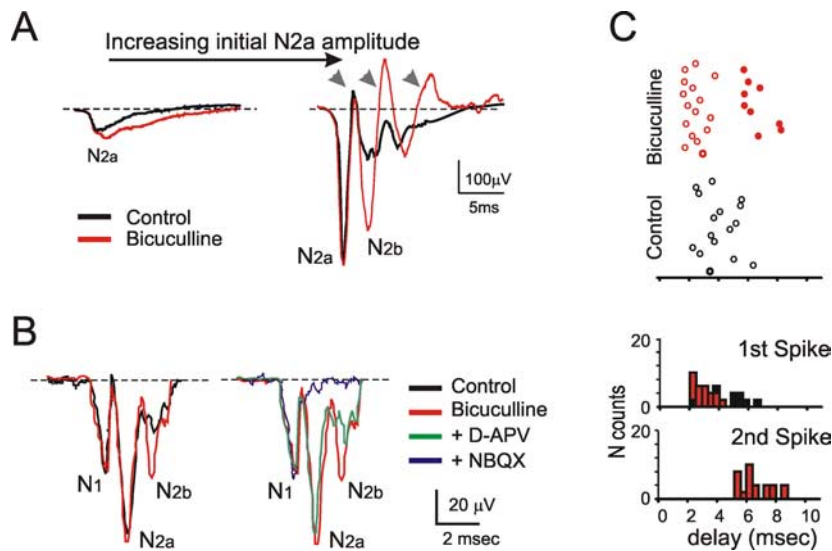 A
Increasing initial N2a amplitude
N2a
100µV
5ms
Control
Bicuculline
N2a
N2b
B
N1
N2a
N2b
N1
N2a
N2b
Control
Bicuculline
+ D-APV
+ NBQX
20 µV
2 msec
C
Bicuculline
Control
20
0
1st Spike
N counts
20
0
2nd Spike
0 2 4 6 8 10
delay (msec)